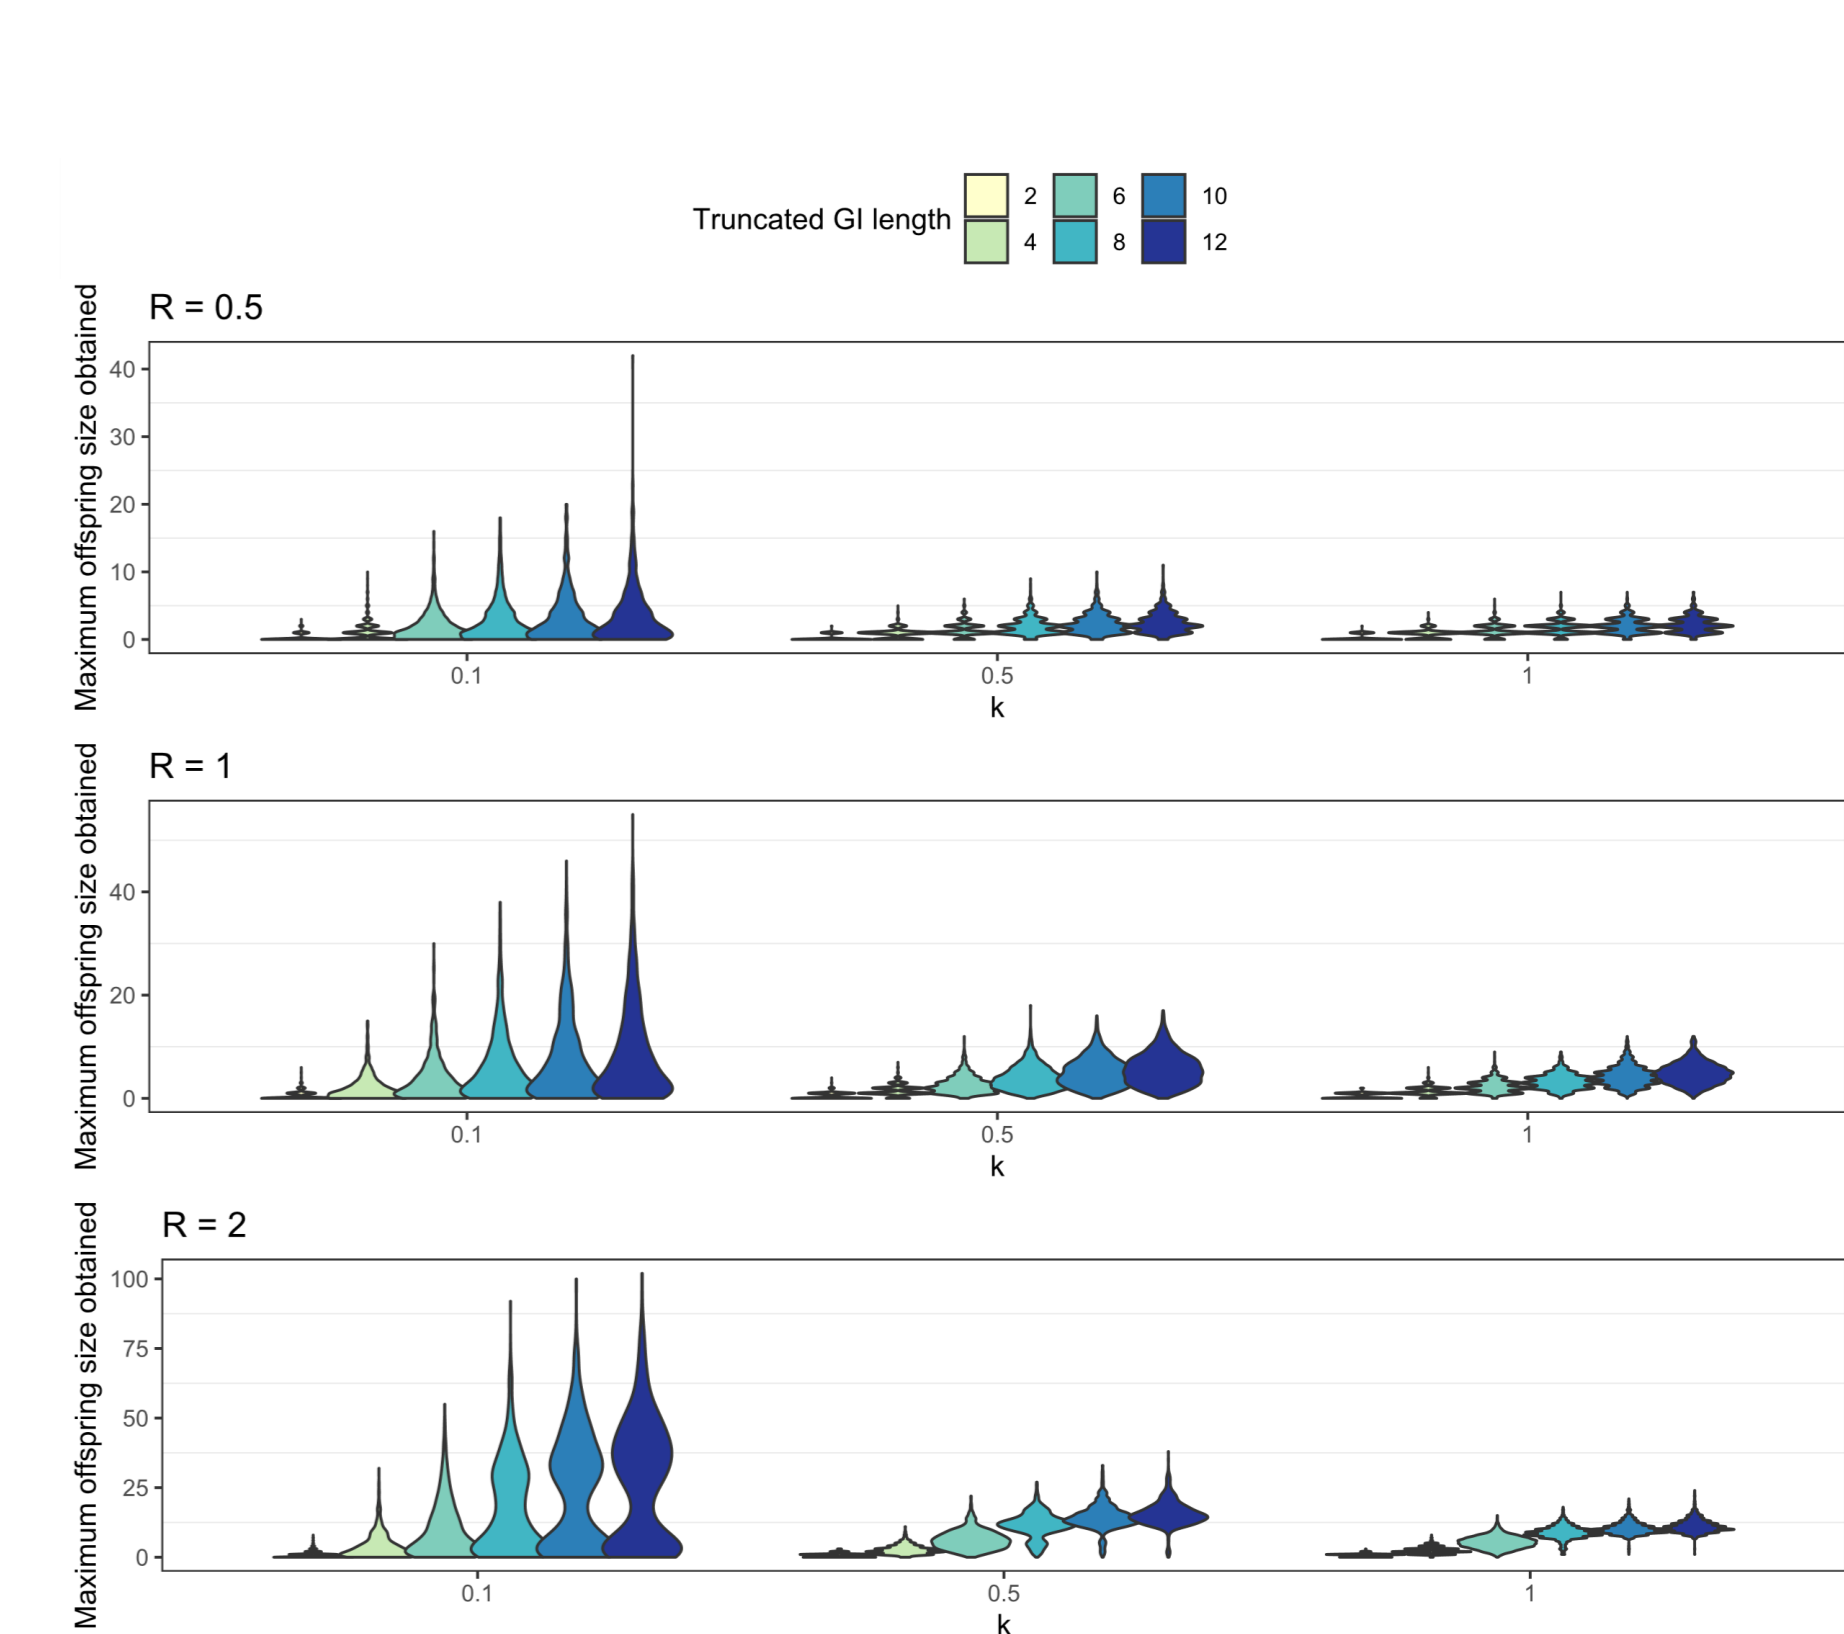 Truncated GI length
2
6
10
4
8
12
R = 0.5
Maximum offspring size obtained
40
30
20
10
0
0.1
0.5
1
k
R = 1
Maximum offspring size obtained
40
20
0
0.1
0.5
1
k
R = 2
Maximum offspring size obtained
100
75
50
25
0
0.1
0.5
1
k